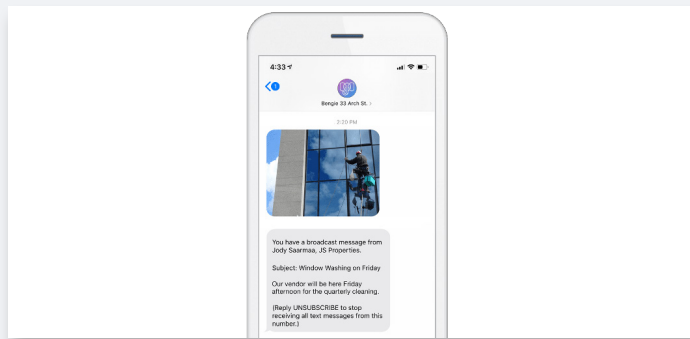 4:33
1
Bengie 33 Arch St. >
3:20 PM
You have a broadcast message from
Jody Saarmaa, JS Properties.
Subject: Window Washing on Friday
Our vendor will be here Friday
afternoon for the quarterly cleaning.
(Reply UNSUBSCRIBE to stop
receiving all text messages from this
number.)